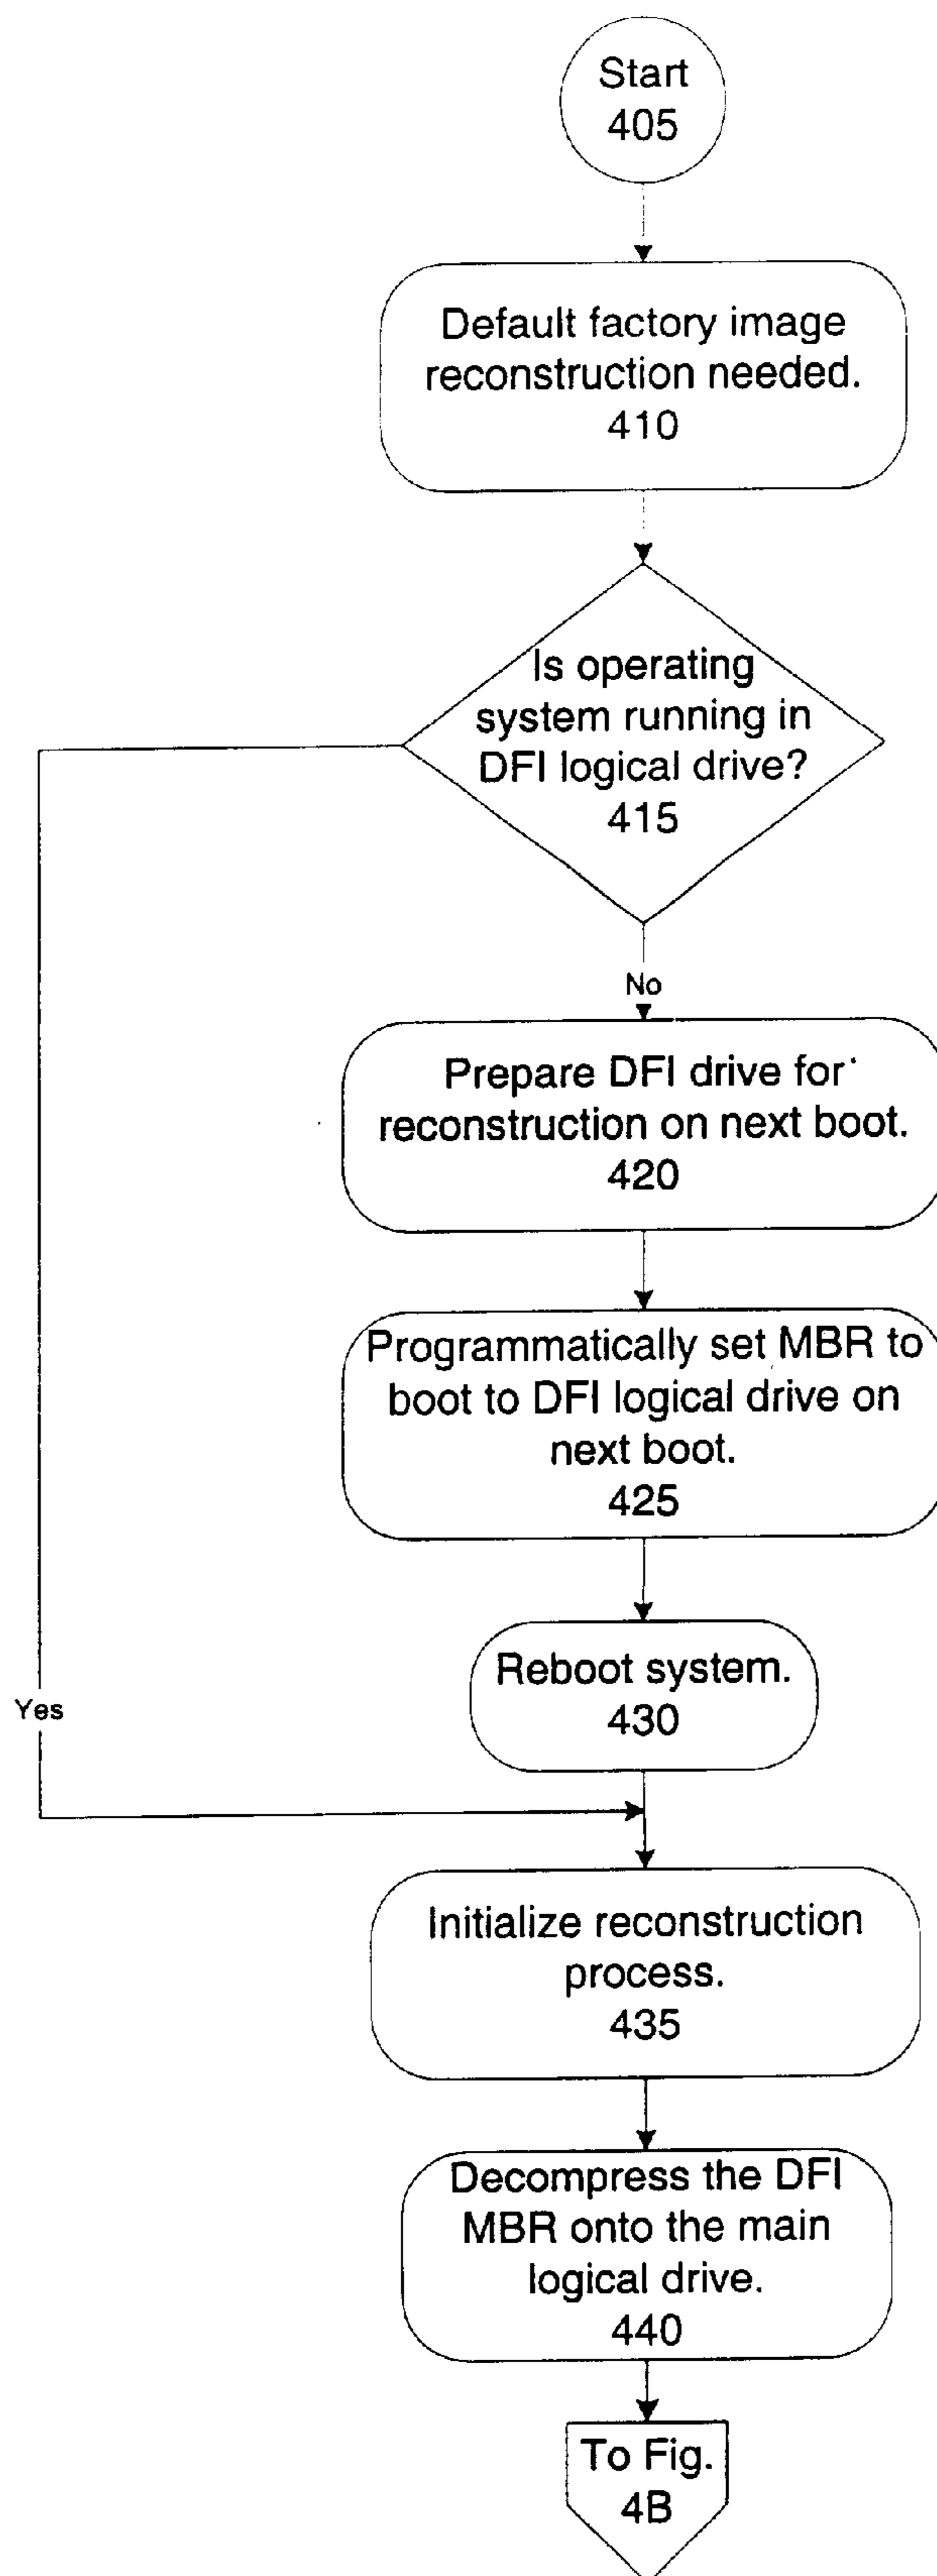 Start
405
Default factory image
reconstruction needed.
410
Is operating
system running in
DFI logical drive?
415
No
Prepare DFI drive for
reconstruction on next boot.
420
Programmatically set MBR to
boot to DFI logical drive on
next boot.
425
Reboot system.
430
Yes
Initialize reconstruction
process.
435
Decompress the DFI
MBR onto the main
logical drive.
440
To Fig.
4B